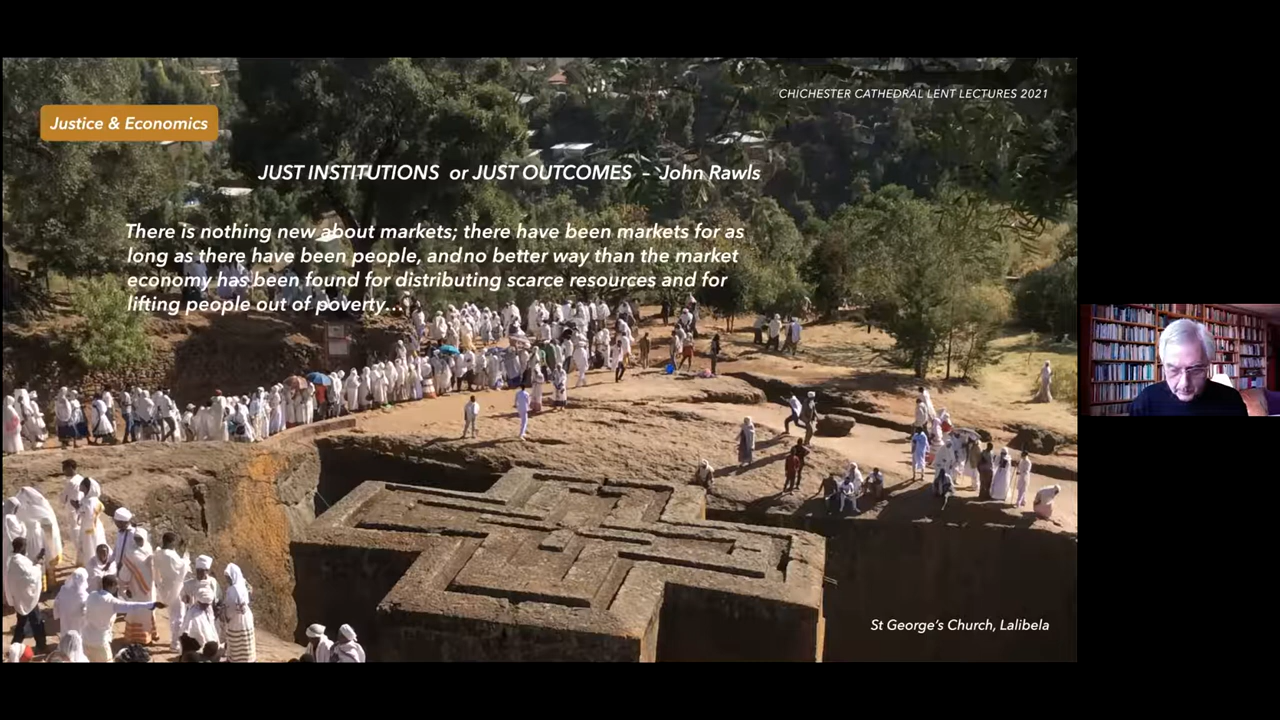 CHICHESTER CATHEDRAL LENT LECTURES 2021
Justice & Economics
JUST INSTITUTIONS or JUST OUTCOMES – John Rawls
There is nothing new about markets; there have been markets for as
long as there have been people, andno better way than the market
economy has been found for distributing scarce resources and for
lifting people out of poverty...
St George's Church, Lalibela